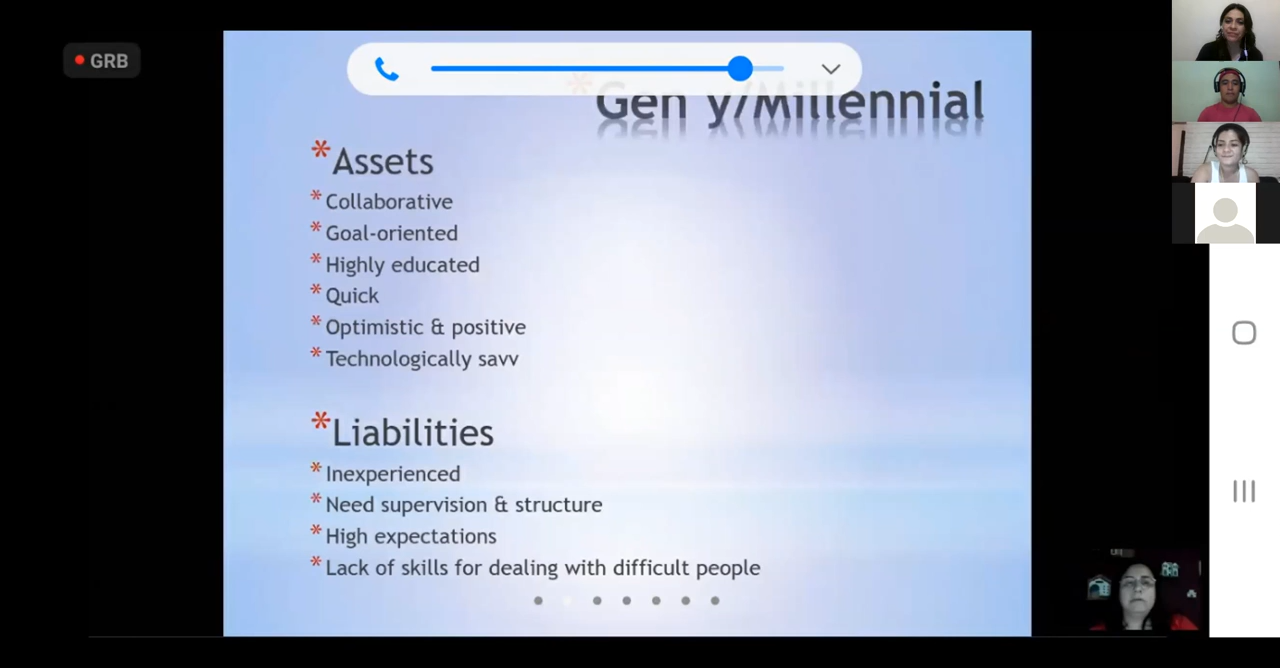 GRB
Gen y/Millennial
*Assets
*Collaborative
*Goal-oriented
*Highly educated
*Quick
*Optimistic & positive
*Technologically savv
*Liabilities
*Inexperienced
*Need supervision & structure
*High expectations
*Lack of skills for dealing with difficult people